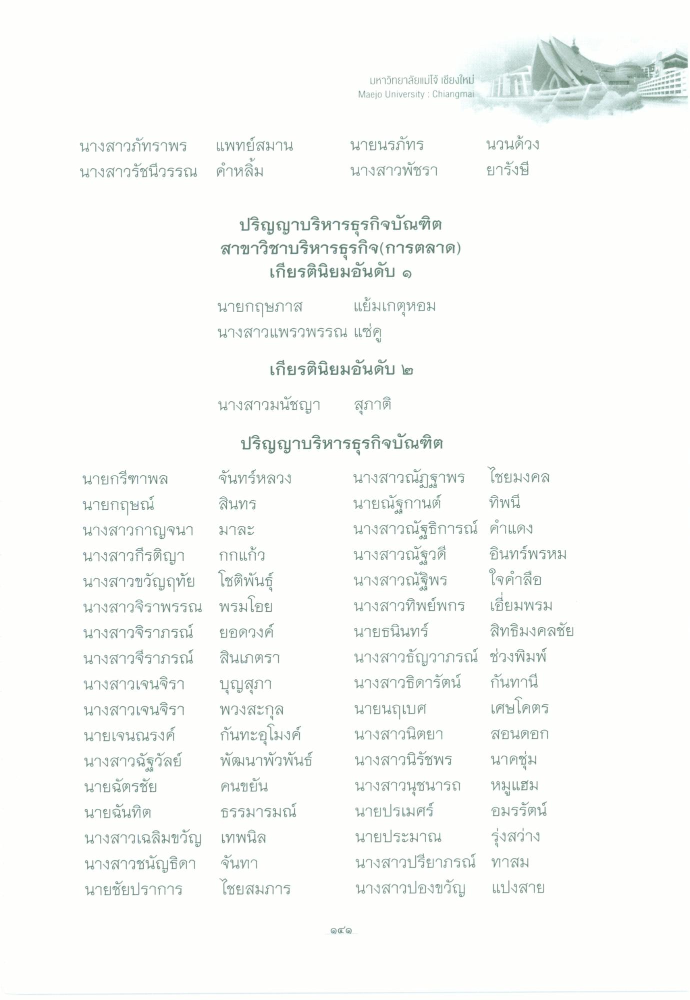 มหาวิทยาลัยแม่โจ้ เชียงใหม่
Maejo University : Chiangmai
นางสาวภัทราพร แพทย์สมาน นายนรภัทร นวนด้วง
นางสาวรัชนีวรรณ คำหลิ้ม นางสาวพัชรา ยารังษี
ปริญญาบริหารธุรกิจบัณฑิต
สาขาวิชาบริหารธุรกิจ(การตลาด)
เกียรตินิยมอันดับ ๑
นายกฤษภาส แย้มเกตุหอม
นางสาวแพรวพรรณ แซ่คู
เกียรตินิยมอันดับ ๒
นางสาวมนัชญา สุภาติ
ปริญญาบริหารธุรกิจบัณฑิต
นายกรีฑาพล จันทร์หลวง นางสาวณัฏฐาพร ไชยมงคล
นายกฤษณ์ สินทร นายณัฐกานต์ ทิพนี
นางสาวกาญจนา มาละ นางสาวณัฐธิการณ์ คำแดง
นางสาวกีรติญา กกแก้ว นางสาวณัฐวดี อินทร์พรหม
นางสาวขวัญฤทัย โชติพันธุ์ นางสาวณัฐิพร ใจคำลือ
นางสาวจิราพรรณ พรมโอย นางสาวทิพย์พกร เอี่ยมพรม
นางสาวจิราภรณ์ ยอดวงค์ นายธนินทร์ สิทธิมงคลชัย
นางสาวจีราภรณ์ สินเภตรา นางสาวธัญวาภรณ์ ช่วงพิมพ์
นางสาวเจนจิรา บุญสุภา นางสาวธิดารัตน์ กันทานี
นางสาวเจนจิรา พวงสะกุล นายนฤเบศ เศษโคตร
นายเจนณรงค์ กันทะอุโมงค์ นางสาวนิตยา สอนดอก
นางสาวฉัฐวัลย์ พัฒนาพัวพันธ์ นางสาวนิรัชพร นาคชุ่ม
นายฉัตรชัย คนขยัน นางสาวนุชนารถ หมูแฮม
นายฉันทิต ธรรมารมณ์ นายปรเมศร์ อมรรัตน์
นางสาวเฉลิมขวัญ เทพนิล นายประมาณ รุ่งสว่าง
นางสาวชนัญธิดา จันทา นางสาวปรียาภรณ์ ทาสม
นายชัยปราการ ไชยสมภาร นางสาวปองขวัญ แปงสาย
๑๔๑